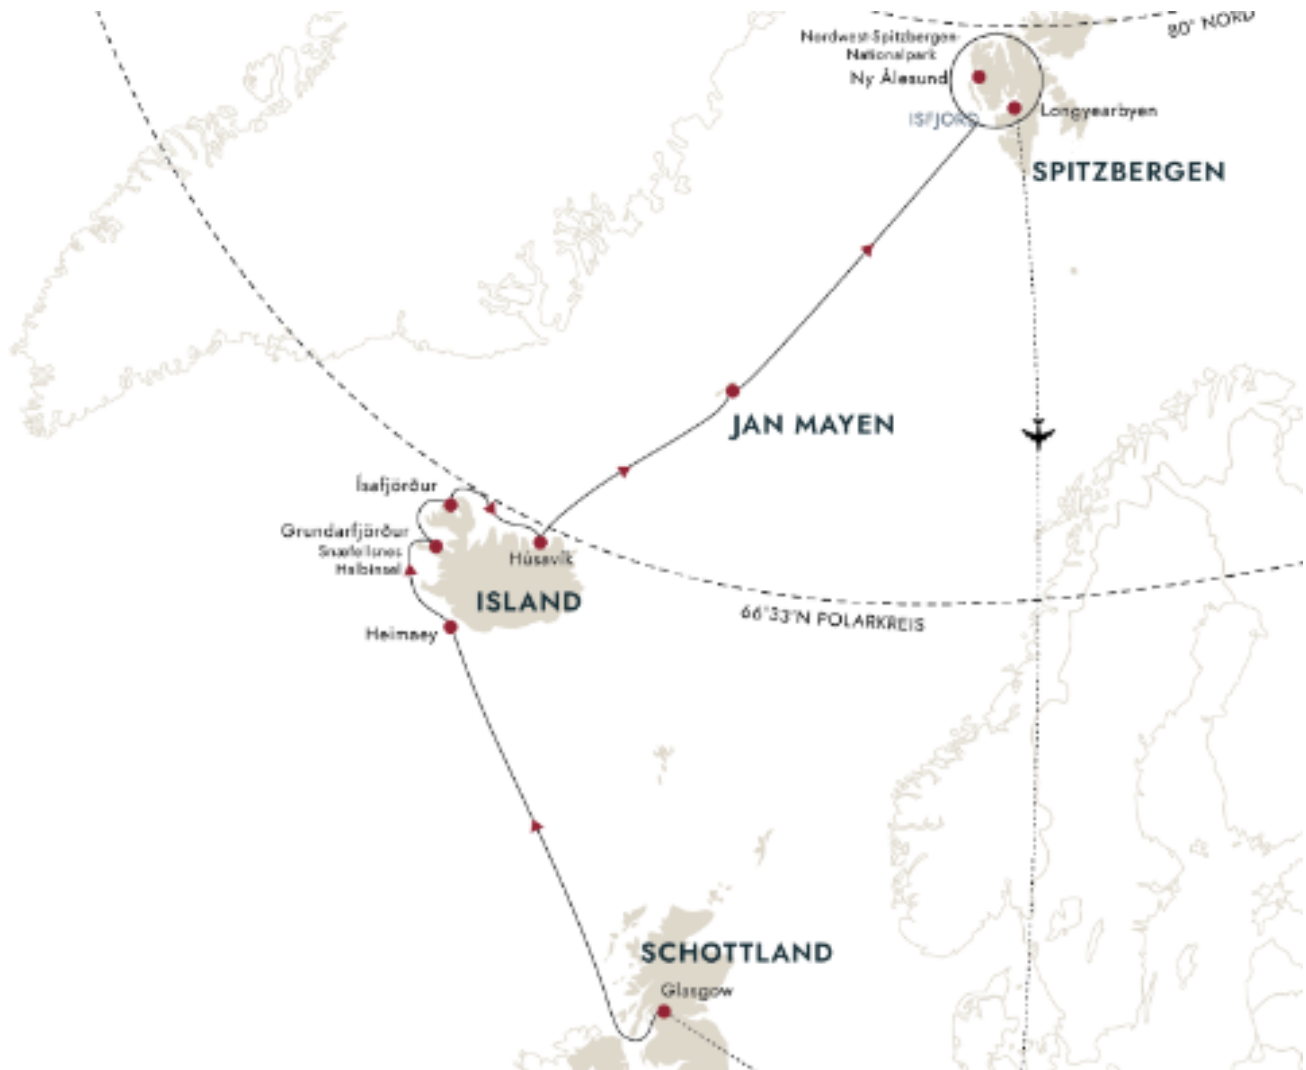 80° NORD
Nordwest-Spitzbergen-
Nationalpark
Ny Ålesund
Longyearbyen
ISFJORD
SPITZBERGEN
JAN MAYEN
Ísafjörður
Grundarfjörður
Snæfellsnes
Halbinsel
Húsavík
ISLAND
66°33'N POLARKREIS
Heimaey
SCHOTTLAND
Glasgow